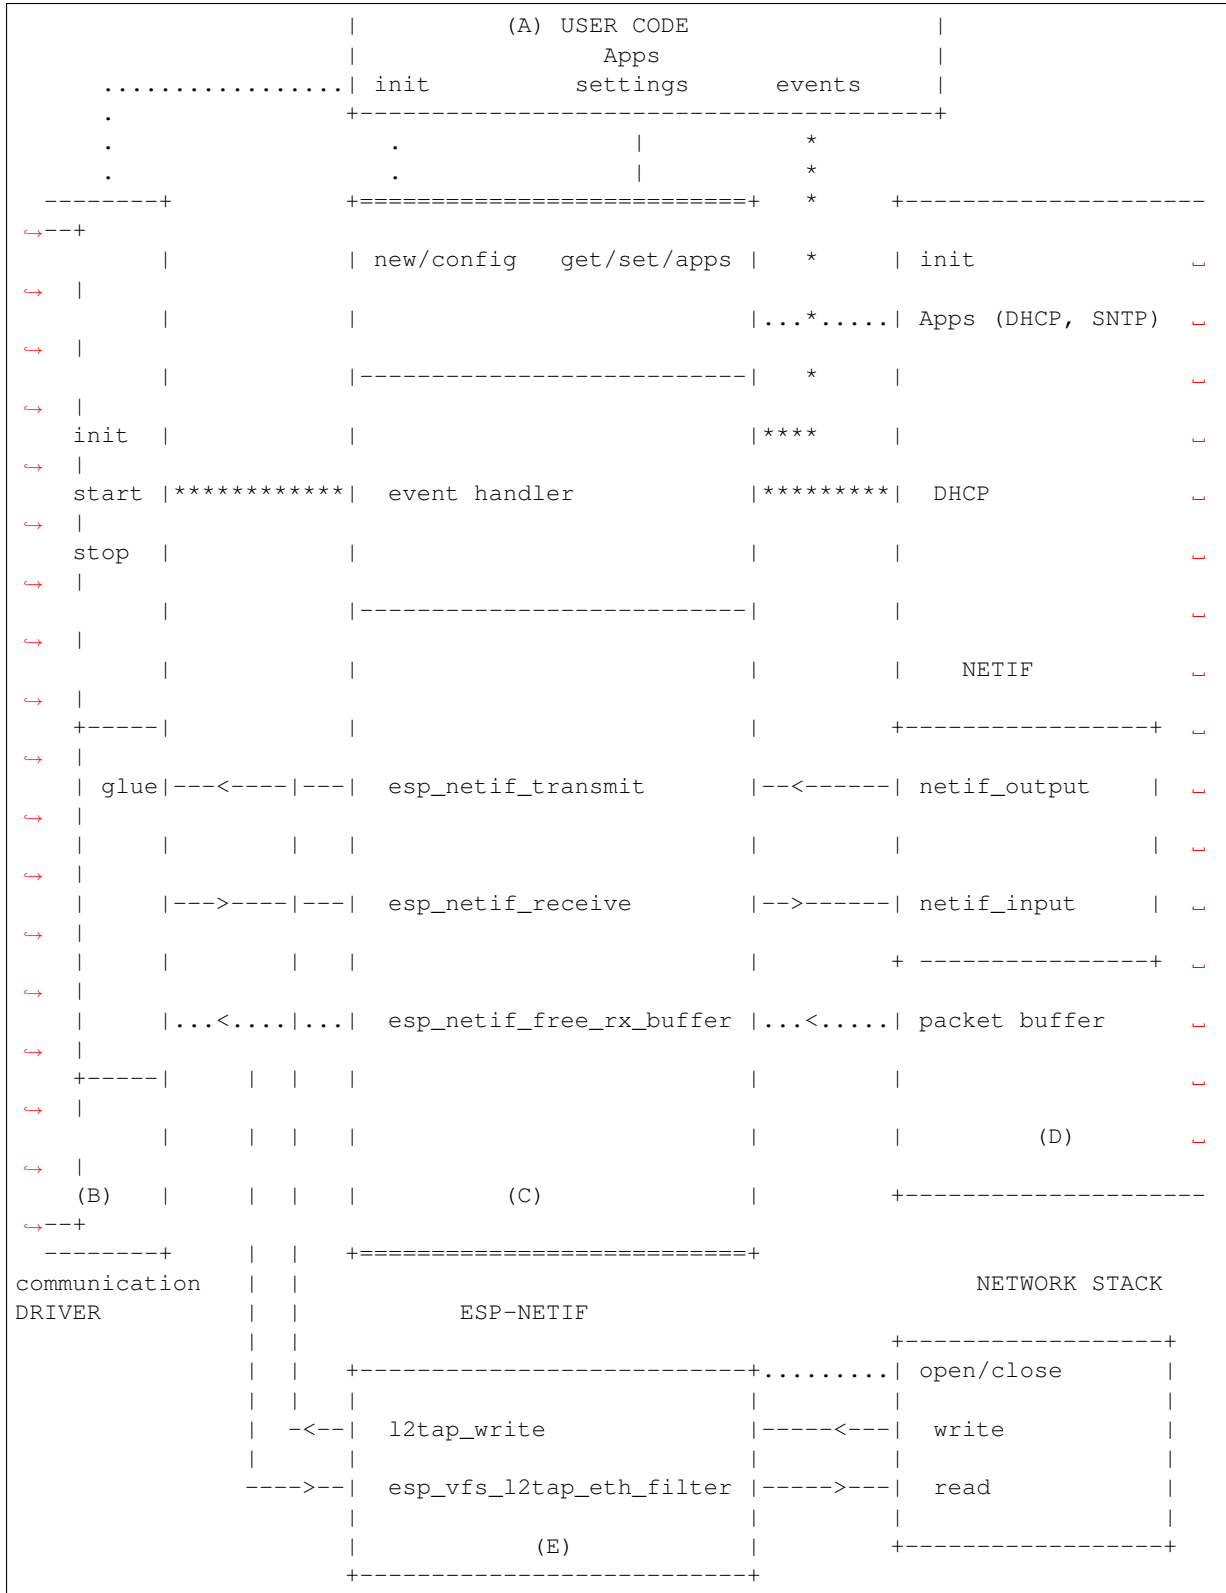 |          (A) USER CODE                 |
                        |                 Apps                   |
      .................| init          settings      events     |
      .                +----------------------------------------+
      .                   .                |           *
      .                   .                |           *
  --------+            +===========================+   *     +---------------------
↪--+
          |            | new/config   get/set/apps |   *     | init               ␣
↪  |
          |            |                           |...*.....| Apps (DHCP, SNTP)  ␣
↪  |
          |            |---------------------------|   *     |                    ␣
↪  |
    init  |            |                           |****     |                    ␣
↪  |
    start |************|  event handler            |*********|  DHCP              ␣
↪  |
    stop  |            |                           |         |                    ␣
↪  |
          |            |---------------------------|         |                    ␣
↪  |
          |            |                           |         |    NETIF           ␣
↪  |
    +-----|            |                           |         +-----------------+  ␣
↪  |
    | glue|---<----|---|  esp_netif_transmit       |--<------| netif_output    |  ␣
↪  |
    |     |        |   |                           |         |                 |  ␣
↪  |
    |     |--->----|---|  esp_netif_receive        |-->------| netif_input     |  ␣
↪  |
    |     |        |   |                           |         + ----------------+  ␣
↪  |
    |     |...<....|...|  esp_netif_free_rx_buffer |...<.....| packet buffer      ␣
↪  |
    +-----|     |  |   |                           |         |                    ␣
↪  |
          |     |  |   |                           |         |         (D)        ␣
↪  |
    (B)   |     |  |   |          (C)              |         +---------------------
↪--+
  --------+     |  |   +===========================+
communication   |  |                                               NETWORK STACK
DRIVER          |  |           ESP-NETIF
                |  |                                         +------------------+
                |  |   +---------------------------+.........| open/close       |
                |  |   |                           |         |                  |
                |  -<--|  l2tap_write              |-----<---|  write           |
                |      |                           |         |                  |
                ---->--|  esp_vfs_l2tap_eth_filter |----->---|  read            |
                       |                           |         |                  |
                       |            (E)            |         +------------------+
                       +---------------------------+